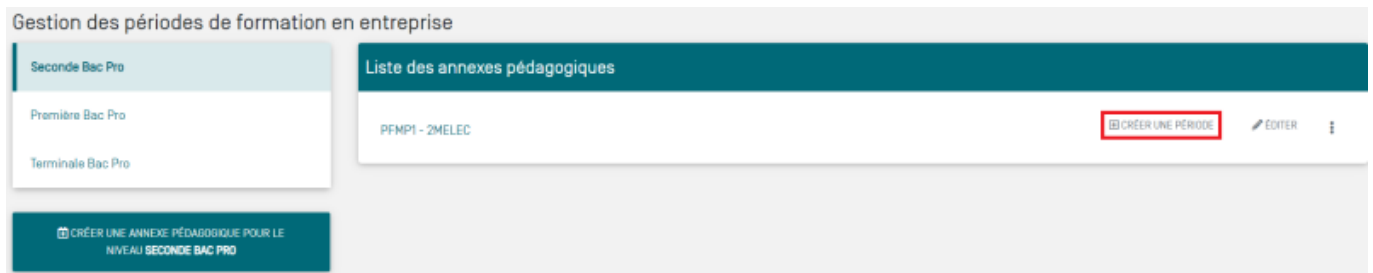 Gestion des périodes de formation en entreprise
Seconde Bac Pro
Première Bac Pro
Terminale Bac Pro
CRÉER UNE ANNEXE PÉDAGOGIQUE POUR LE
NIVEAU SECONDE BAC PRO
Liste des annexes pédagogiques
PFMP1 - 2MELEC
CRÉER UNE PÉRIODE
ÉDITER